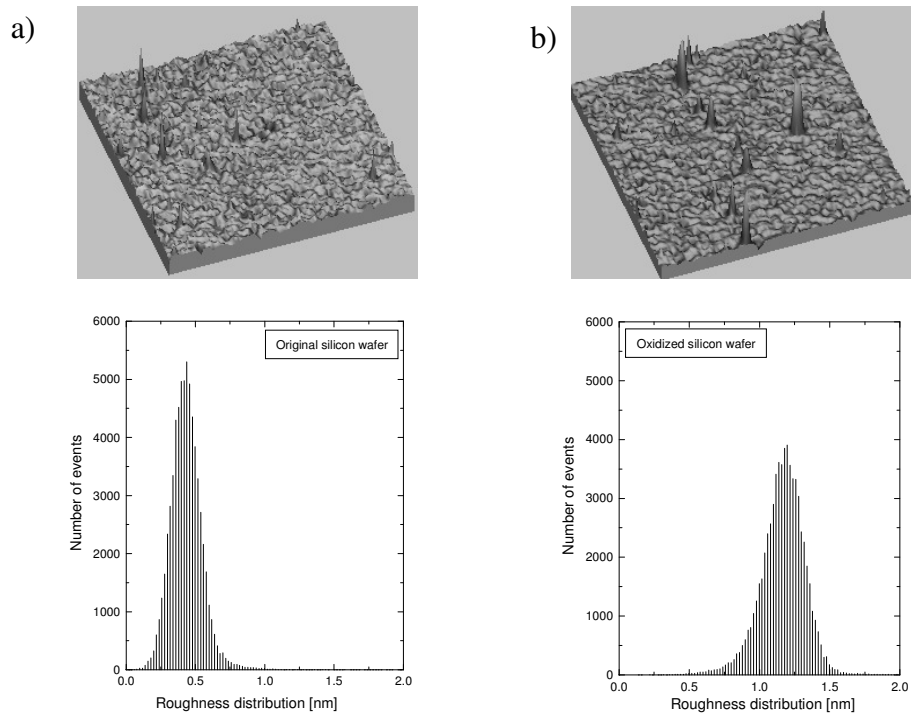 a)
b)
6000
5000
4000
3000
2000
1000
0
Number of events
Original silicon wafer
0.0 0.5 1.0 1.5 2.0
Roughness distribution [nm]
6000
5000
4000
3000
2000
1000
0
Number of events
Oxidized silicon wafer
0.0 0.5 1.0 1.5 2.0
Roughness distribution [nm]